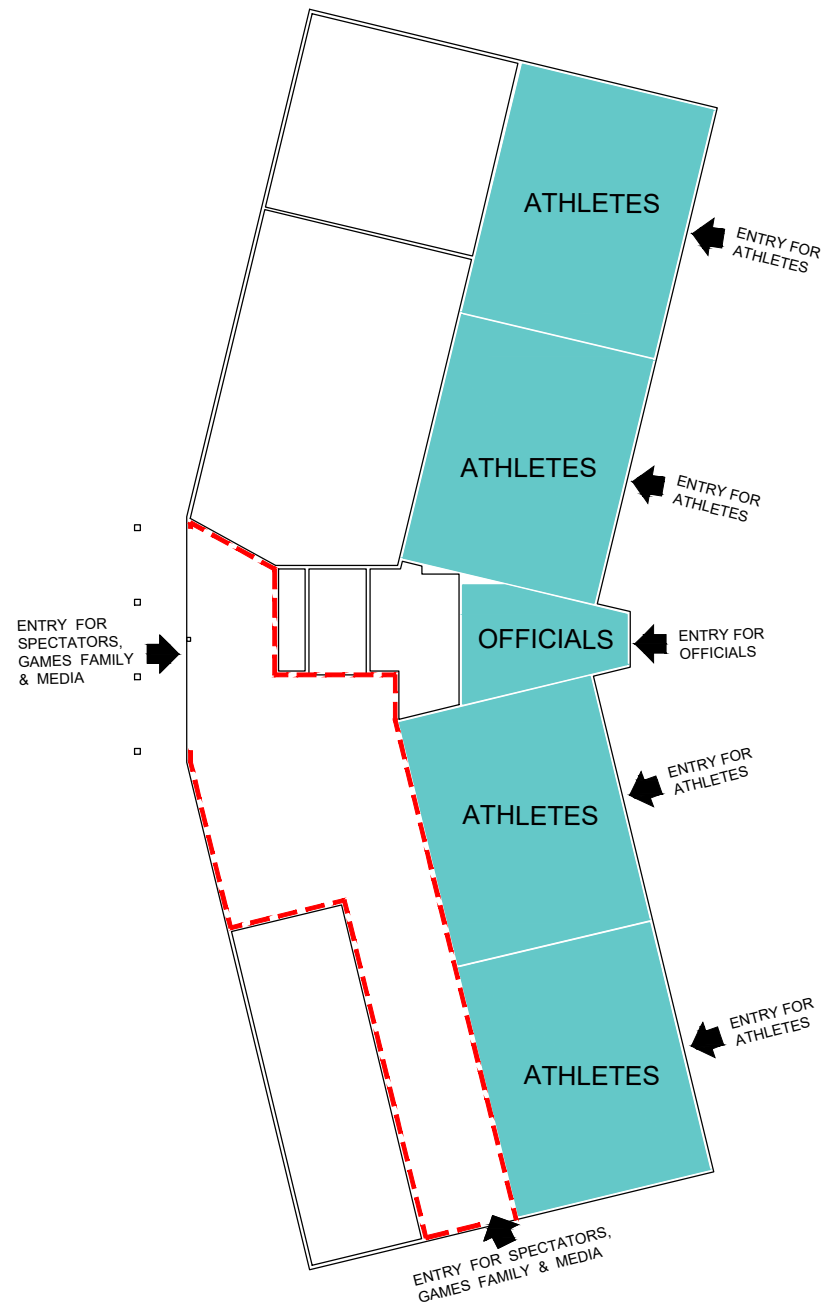 ATHLETES
ENTRY FOR
ATHLETES
ATHLETES
ENTRY FOR
ATHLETES
ENTRY FOR
SPECTATORS,
GAMES FAMILY
& MEDIA
OFFICIALS
ENTRY FOR
OFFICIALS
ATHLETES
ENTRY FOR
ATHLETES
ATHLETES
ENTRY FOR
ATHLETES
ENTRY FOR SPECTATORS,
GAMES FAMILY & MEDIA